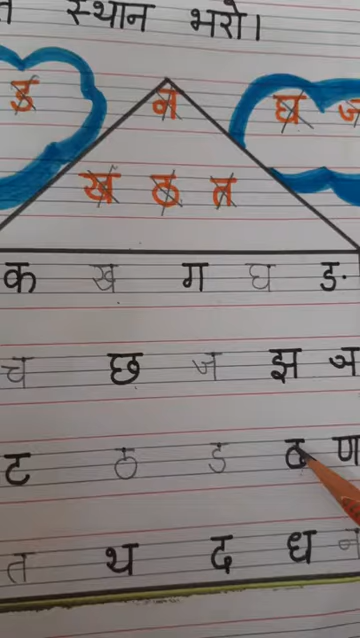 स्थान भरो।
ड न घ ज
ख ठ त
क ख ग घ ङ
च छ ज झ ञ
ट ठ ड ढ ण
त थ द ध न